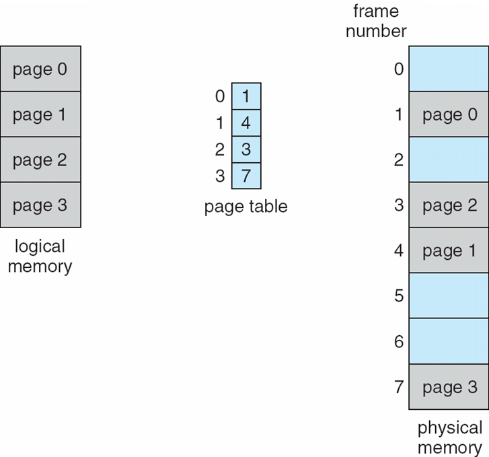 page 0
page 1
page 2
page 3
logical
memory
0 1
1 4
2 3
3 7
page table
frame
number
0
1 page 0
2
3 page 2
4 page 1
5
6
7 page 3
physical
memory